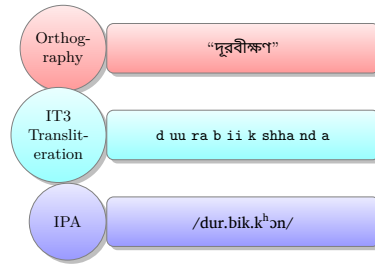 Orthog-
raphy
“দূরবীক্ষণ”
IT3
Translit-
eration
d uu ra b ii k shha nd a
IPA
/dur.bik.kʰɔn/